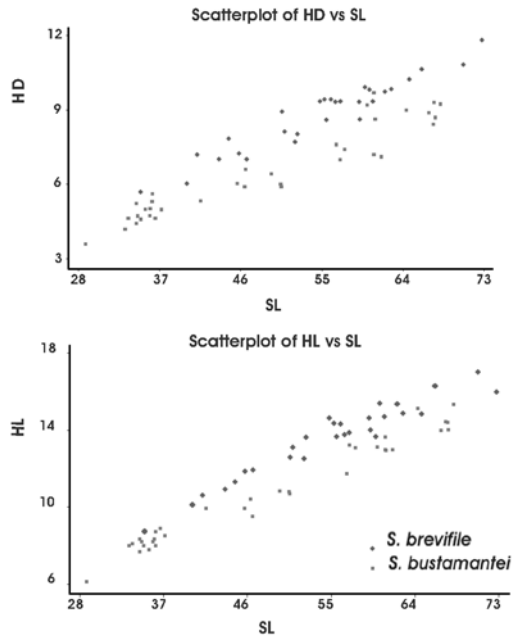 Scatterplot of HD vs SL
12
HD
9
6
3
28 37 46 55 64 73
SL
Scatterplot of HL vs SL
18
HL
14
10
6
S. brevifile
S. bustamantei
28 37 46 55 64 73
SL